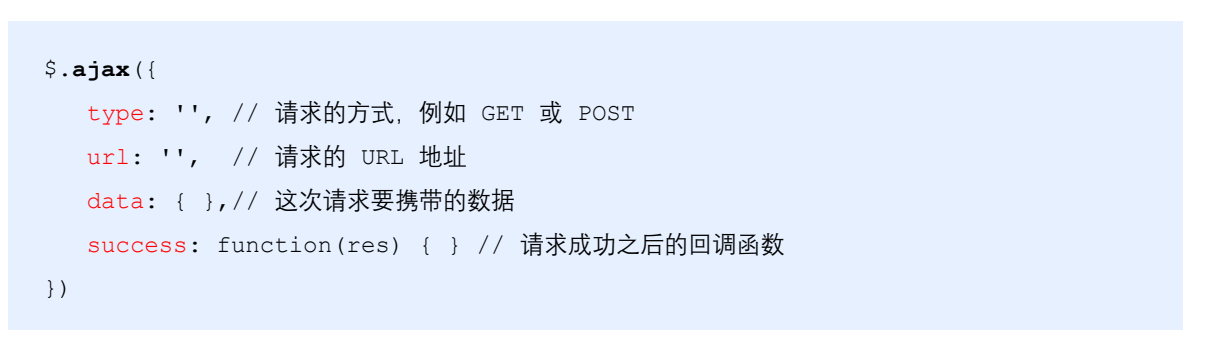 $.ajax({
type: '', // 请求的方式，例如 GET 或 POST
url: '', // 请求的 URL 地址
data: { },// 这次请求要携带的数据
success: function(res) { } // 请求成功之后的回调函数
})